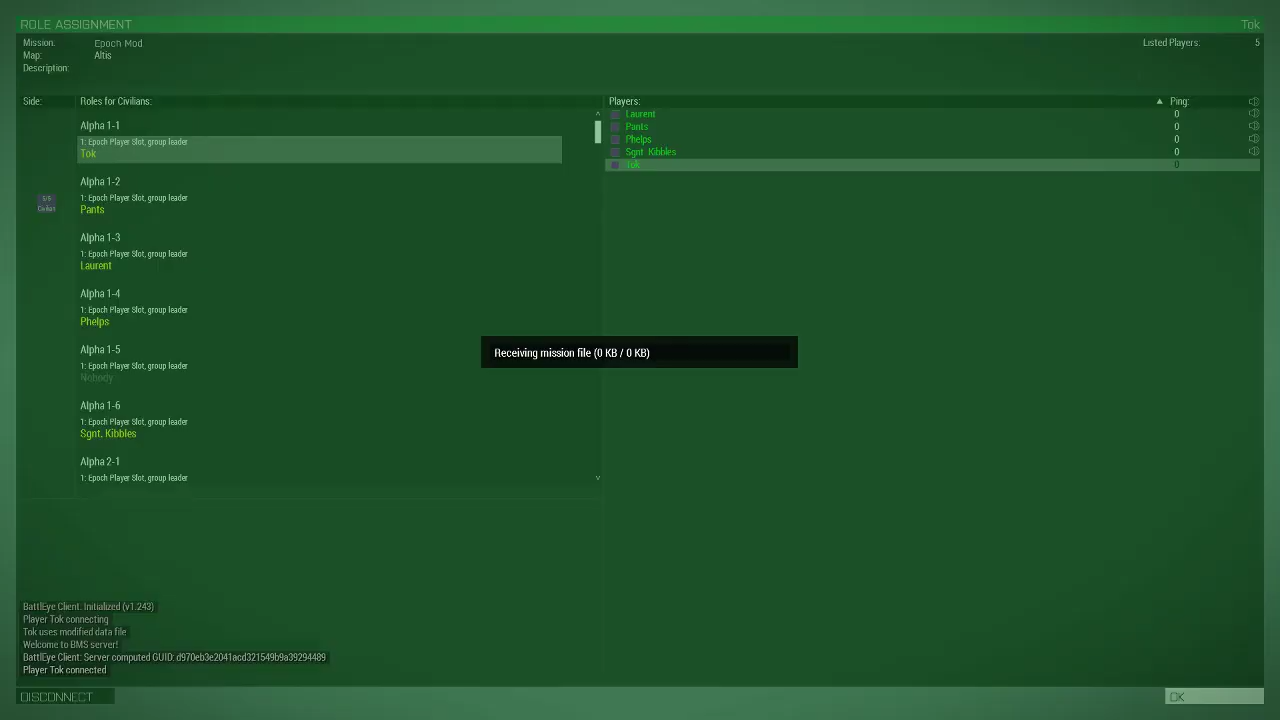 ROLE ASSIGNMENT
Tok
Mission: Epoch Mod
Listed Players: 5
Map: Altis
Description:
Side:
Roles for Civilians:
Players:
Ping:
Alpha 1-1
1: Epoch Player Slot, group leader
Tok
Alpha 1-2
1: Epoch Player Slot, group leader
Pants
Alpha 1-3
1: Epoch Player Slot, group leader
Laurent
Alpha 1-4
1: Epoch Player Slot, group leader
Phelps
Alpha 1-5
1: Epoch Player Slot, group leader
Nobody
Alpha 1-6
1: Epoch Player Slot, group leader
Sgnt. Kibbles
Alpha 2-1
1: Epoch Player Slot, group leader
5/5
Civilian
Laurent 0
Pants 0
Phelps 0
Sgnt. Kibbles 0
Tok 0
Receiving mission file (0 KB / 0 KB)
BattlEye Client: Initialized (v1.243)
Player Tok connecting
Tok uses modified data file
Welcome to BMS server!
BattlEye Client: Server computed GUID: d970eb3e2041acd321549b9a39294489
Player Tok connected
DISCONNECT
OK